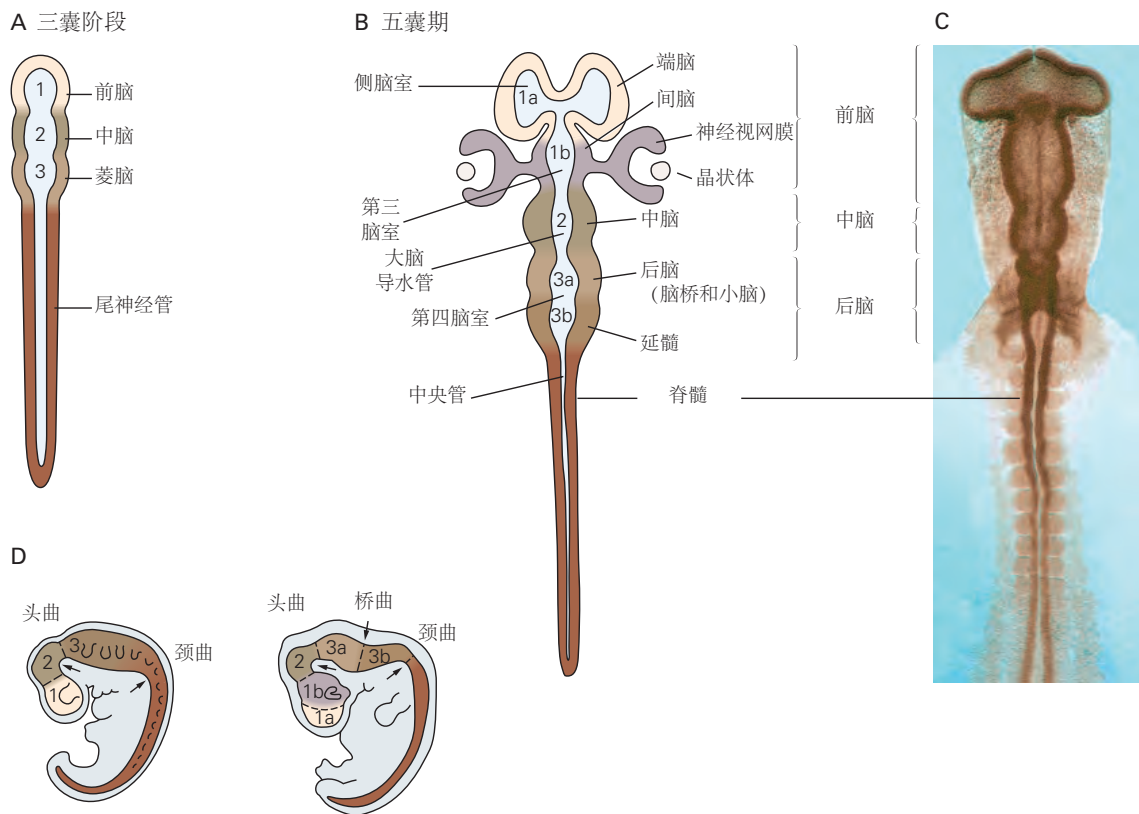 A 三囊阶段
1
2
3
前脑
中脑
菱脑
尾神经管
B 五囊期
侧脑室
1a
端脑
间脑
1b
神经视网膜
晶状体
第三
脑室
2
中脑
大脑
导水管
3a
后脑
(脑桥和小脑)
第四脑室
3b
延髓
中央管
脊髓
前脑
中脑
后脑
C
D
头曲
3
2
1
颈曲
头曲
桥曲
颈曲
3a
2
3b
1b
1a